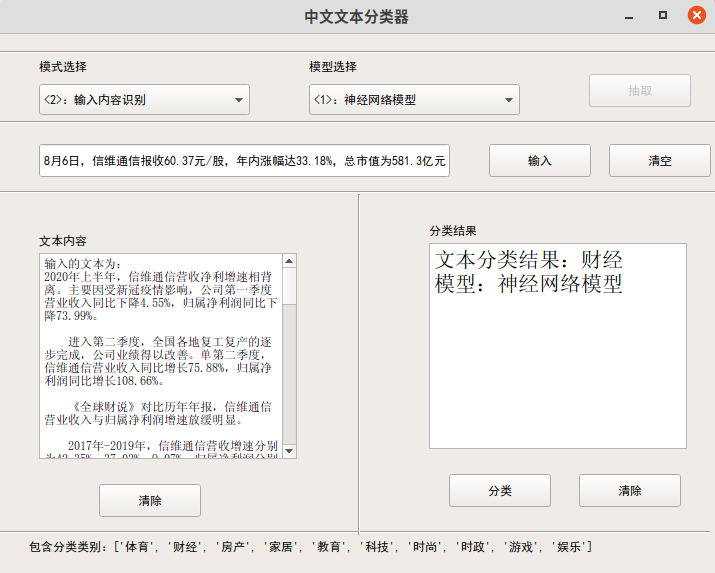 中文文本分类器
模式选择
模型选择
<2>: 输入内容识别
<1>: 神经网络模型
抽取
8月6日，信维通信报收60.37元/股，年内涨幅达33.18%，总市值为581.3亿元
输入
清空
文本内容
输入的文本为:
2020年上半年，信维通信营收净利增速相背
离。主要因受新冠疫情影响，公司第一季度
营业收入同比下降4.55%，归属净利润同比下
降73.99%。
进入第二季度，全国各地复工复产的逐
步完成，公司业绩得以改善。单第二季度，
信维通信营业收入同比增长75.88%，归属净
利润同比增长108.66%。
《全球财说》对比历年年报，信维通信
营业收入与归属净利润增速放缓明显。
2017年-2019年，信维通信营收增速分别
清除
分类结果
文本分类结果: 财经
模型: 神经网络模型
分类
清除
包含分类类别: ['体育', '财经', '房产', '家居', '教育', '科技', '时尚', '时政', '游戏', '娱乐']